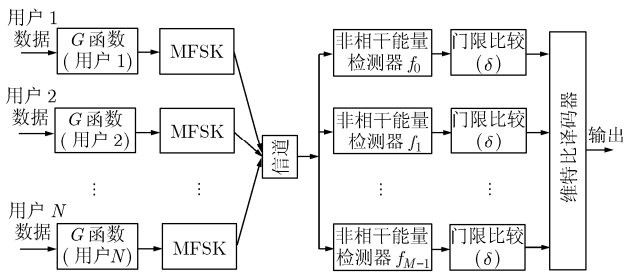 用户 1
数据
G 函数
(用户 1)
MFSK
用户 2
数据
G 函数
(用户 2)
MFSK
⋮
⋮
用户 N
数据
G 函数
(用户N)
MFSK
信道
非相干能量
检测器 f₀
门限比较
(δ)
非相干能量
检测器 f₁
门限比较
(δ)
⋮
⋮
非相干能量
检测器 f_{M−1}
门限比较
(δ)
维特比译码器
输出